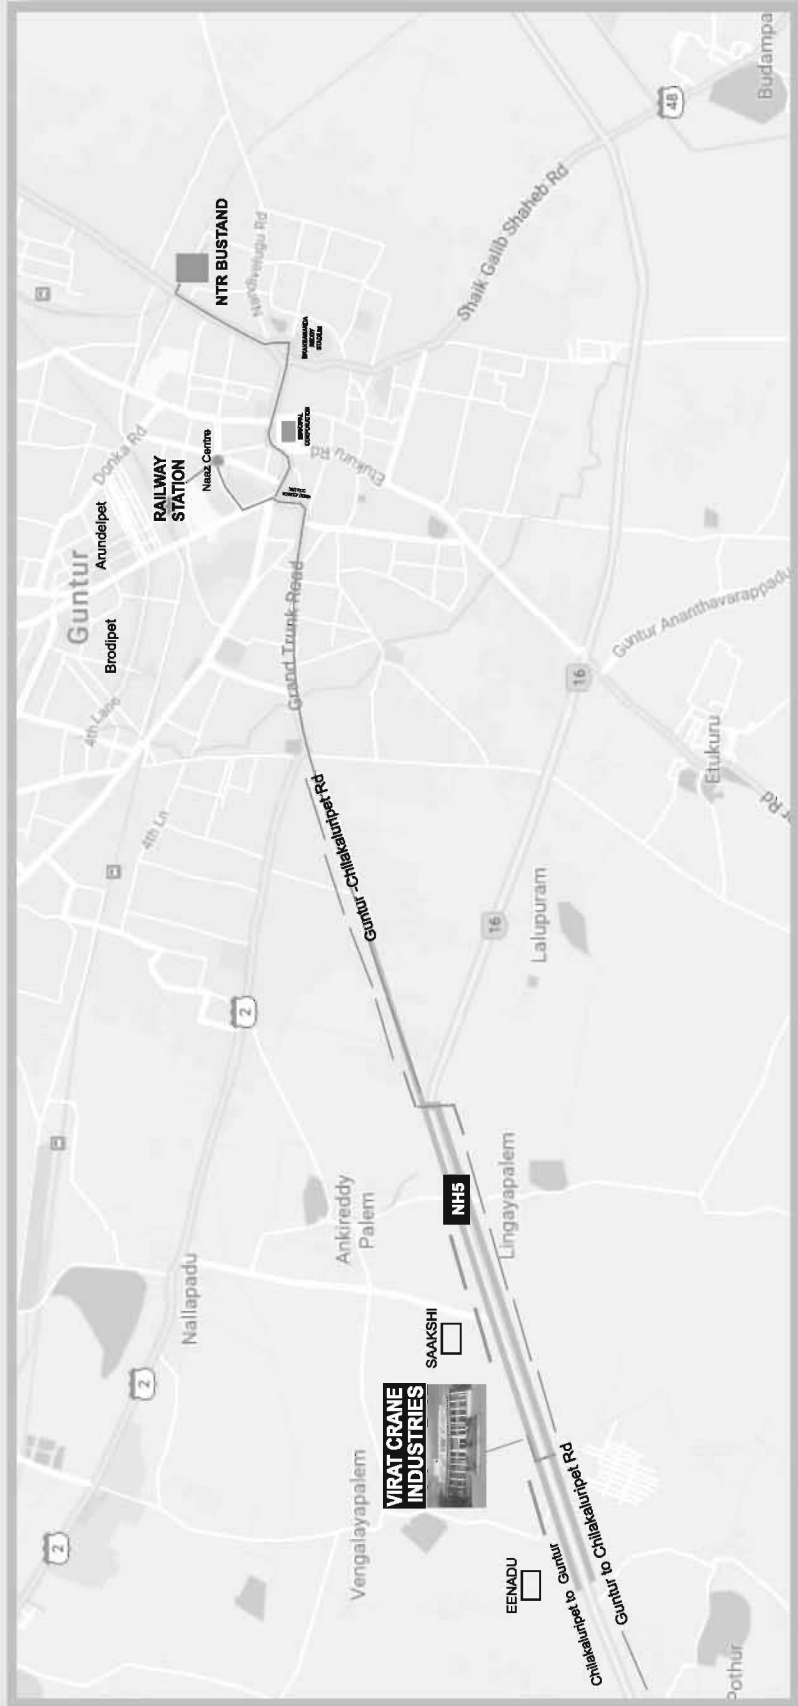 Budampa
48
Shaik Galib Shaheb Rd
NTR BUSTAND
Nandivelugu Rd
Donka Rd
RAILWAY
STATION
Naaz Centre
Etukuru Rd
Guntur
Arundelpet
Brodipet
Grand Trunk Road
Guntur Ananthavarappadu
16
4th Lane
Etukuru
4th Ln
Guntur -Chilakaluripet Rd
16
Lalupuram
2
NH5
Lingayapalem
Ankireddy
Palem
Nallapadu
SAAKSHI
2
VIRAT CRANE
INDUSTRIES
Vengalayapalem
2
EENADU
Chilakaluripet to Guntur
Guntur to Chilakaluripet Rd
Pothur